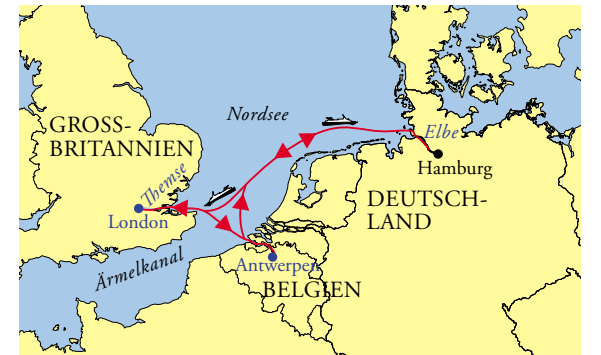 Nordsee
Elbe
GROSS-
BRITANNIEN
Hamburg
Themse
DEUTSCH-
LAND
London
Ärmelkanal
Antwerpen
BELGIEN